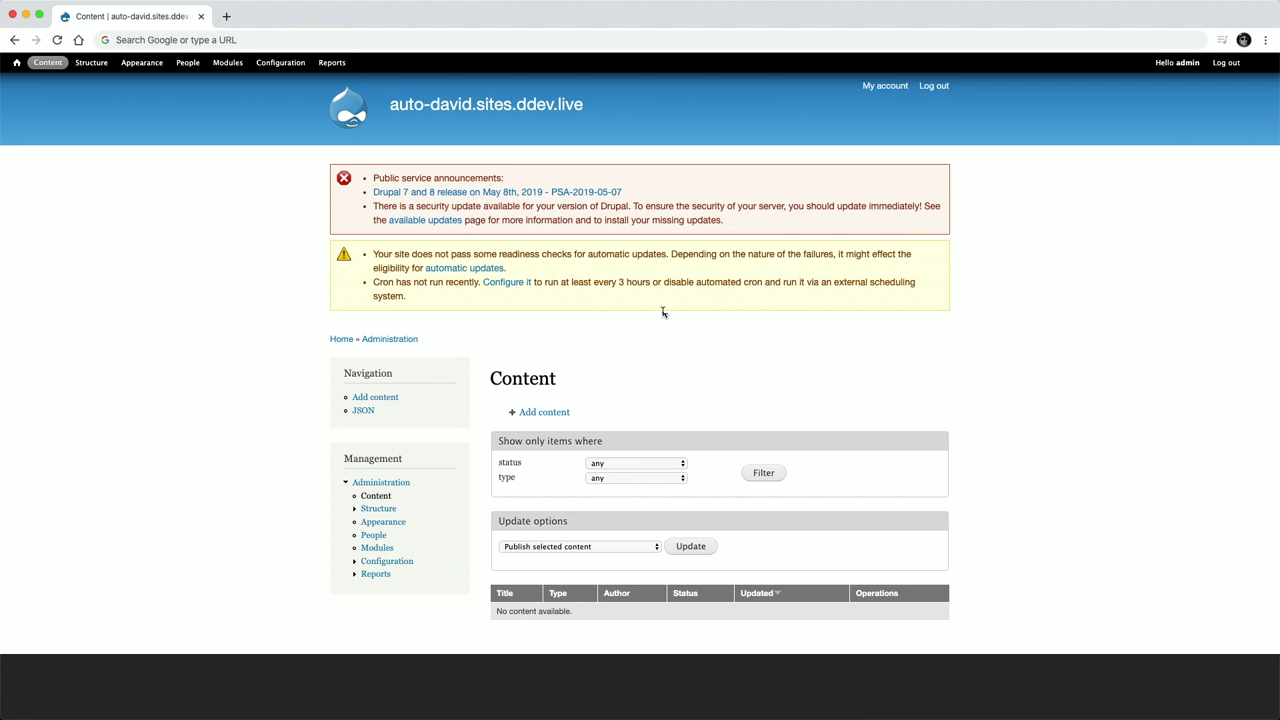 Content | auto-david.sites.ddev.
Search Google or type a URL
Content Structure Appearance People Modules Configuration Reports Hello admin Log out
My account Log out
auto-david.sites.ddev.live
Public service announcements:
Drupal 7 and 8 release on May 8th, 2019 - PSA-2019-05-07
There is a security update available for your version of Drupal. To ensure the security of your server, you should update immediately! See
the available updates page for more information and to install your missing updates.
Your site does not pass some readiness checks for automatic updates. Depending on the nature of the failures, it might effect the
eligibility for automatic updates.
Cron has not run recently. Configure it to run at least every 3 hours or disable automated cron and run it via an external scheduling
system.
Home » Administration
Navigation
Add content
JSON
Management
Administration
Content
Structure
Appearance
People
Modules
Configuration
Reports
Content
Add content
Show only items where
status any
type any
Filter
Update options
Publish selected content Update
Title Type Author Status Updated Operations
No content available.